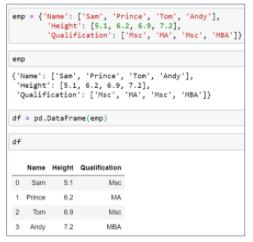 emp = {'Name': ['Sam', 'Prince', 'Tom', 'Andy'],
'Height': [5.1, 6.2, 6.9, 7.2],
'Qualification': ['Msc', 'MA', 'Msc', 'MBA']}
emp
{'Name': ['Sam', 'Prince', 'Tom', 'Andy'],
'Height': [5.1, 6.2, 6.9, 7.2],
'Qualification': ['Msc', 'MA', 'Msc', 'MBA']}
df = pd.DataFrame(emp)
df
Name Height Qualification
0 Sam 5.1 Msc
1 Prince 6.2 MA
2 Tom 6.9 Msc
3 Andy 7.2 MBA